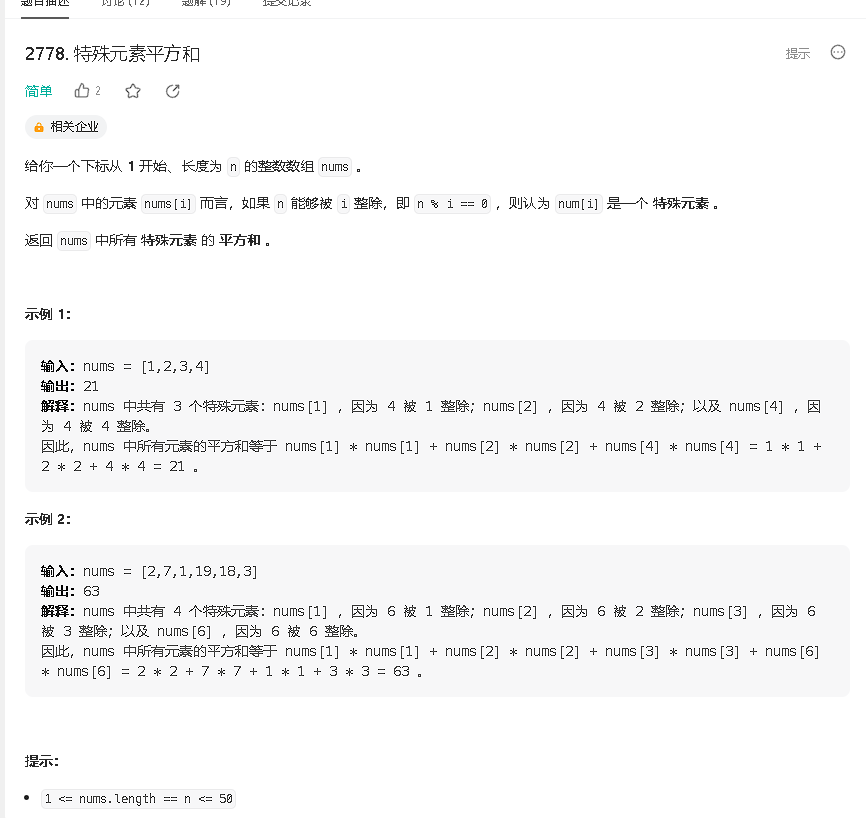 题目描述 讨论 (12) 题解 (19) 提交记录
2778. 特殊元素平方和 提示
简单 2
相关企业
给你一个下标从 1 开始、长度为 n 的整数数组 nums 。
对 nums 中的元素 nums[i] 而言，如果 n 能够被 i 整除，即 n % i == 0 ，则认为 num[i] 是一个 特殊元素 。
返回 nums 中所有 特殊元素 的 平方和 。
示例 1：
输入：nums = [1,2,3,4]
输出：21
解释：nums 中共有 3 个特殊元素：nums[1] ，因为 4 被 1 整除；nums[2] ，因为 4 被 2 整除；以及 nums[4] ，因
为 4 被 4 整除。
因此，nums 中所有元素的平方和等于 nums[1] * nums[1] + nums[2] * nums[2] + nums[4] * nums[4] = 1 * 1 +
2 * 2 + 4 * 4 = 21 。
示例 2：
输入：nums = [2,7,1,19,18,3]
输出：63
解释：nums 中共有 4 个特殊元素：nums[1] ，因为 6 被 1 整除；nums[2] ，因为 6 被 2 整除；nums[3] ，因为 6
被 3 整除；以及 nums[6] ，因为 6 被 6 整除。
因此，nums 中所有元素的平方和等于 nums[1] * nums[1] + nums[2] * nums[2] + nums[3] * nums[3] + nums[6]
* nums[6] = 2 * 2 + 7 * 7 + 1 * 1 + 3 * 3 = 63 。
提示：
1 <= nums.length == n <= 50